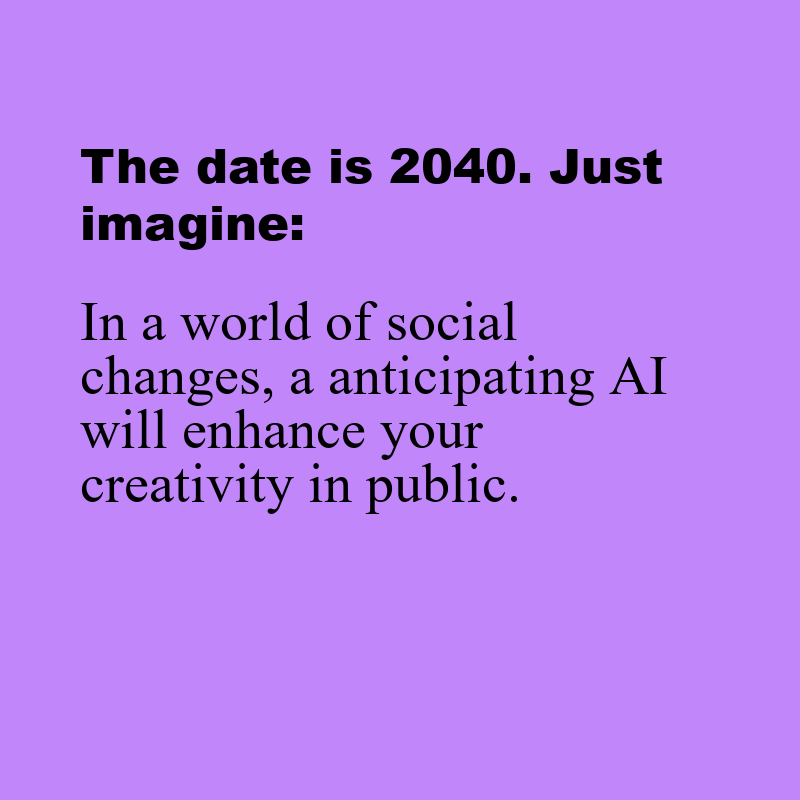 The date is 2040. Just
imagine:
In a world of social
changes, a anticipating AI
will enhance your
creativity in public.